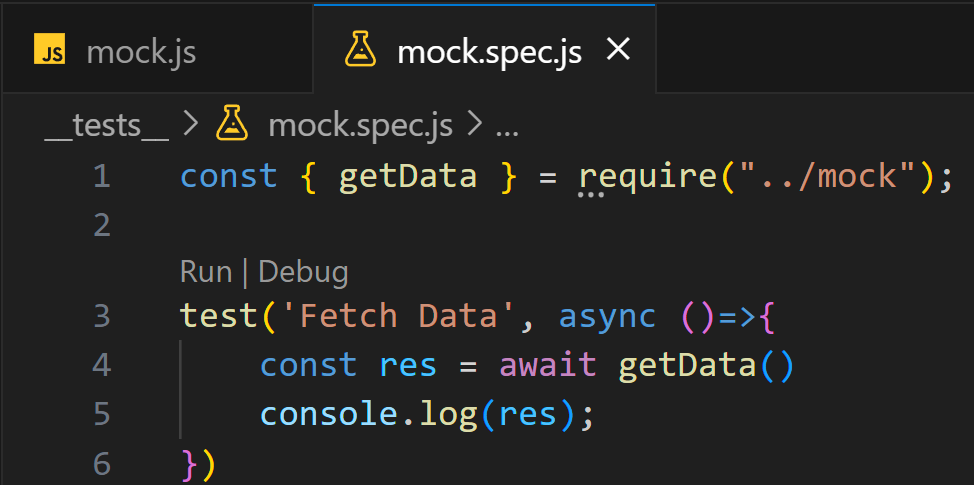 JS mock.js mock.spec.js ×
__tests__ > mock.spec.js > ...
1 const { getData } = require("../mock");
2
Run | Debug
3 test('Fetch Data', async ()=>{
4 const res = await getData()
5 console.log(res);
6 })